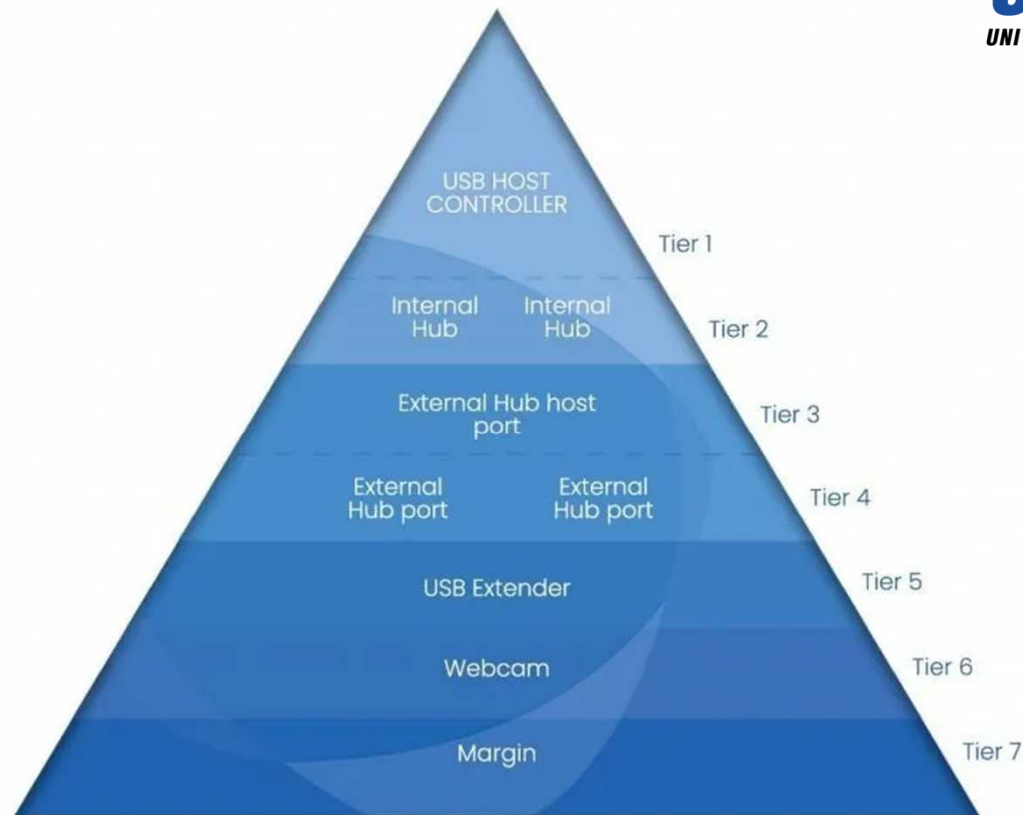 UNI
USB HOST
CONTROLLER
Tier 1
Internal
Hub
Internal
Hub
Tier 2
External Hub host
port
Tier 3
External
Hub port
External
Hub port
Tier 4
USB Extender
Tier 5
Webcam
Tier 6
Margin
Tier 7